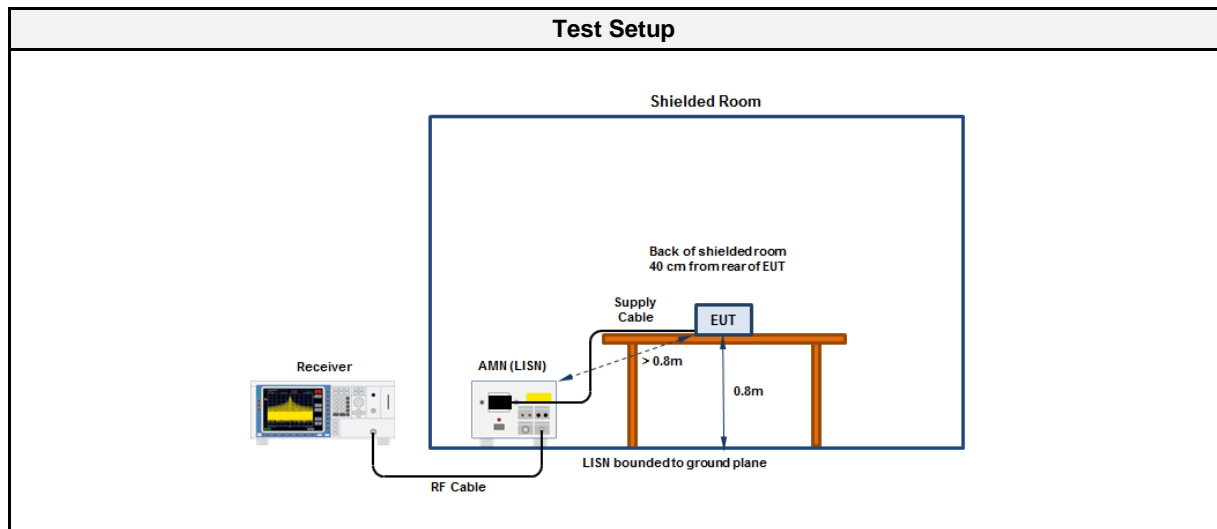 Test Setup
Shielded Room
Back of shielded room
40 cm from rear of EUT
Supply
Cable
EUT
> 0.8m
AMN (LISN)
Receiver
0.8m
LISN bounded to ground plane
RF Cable